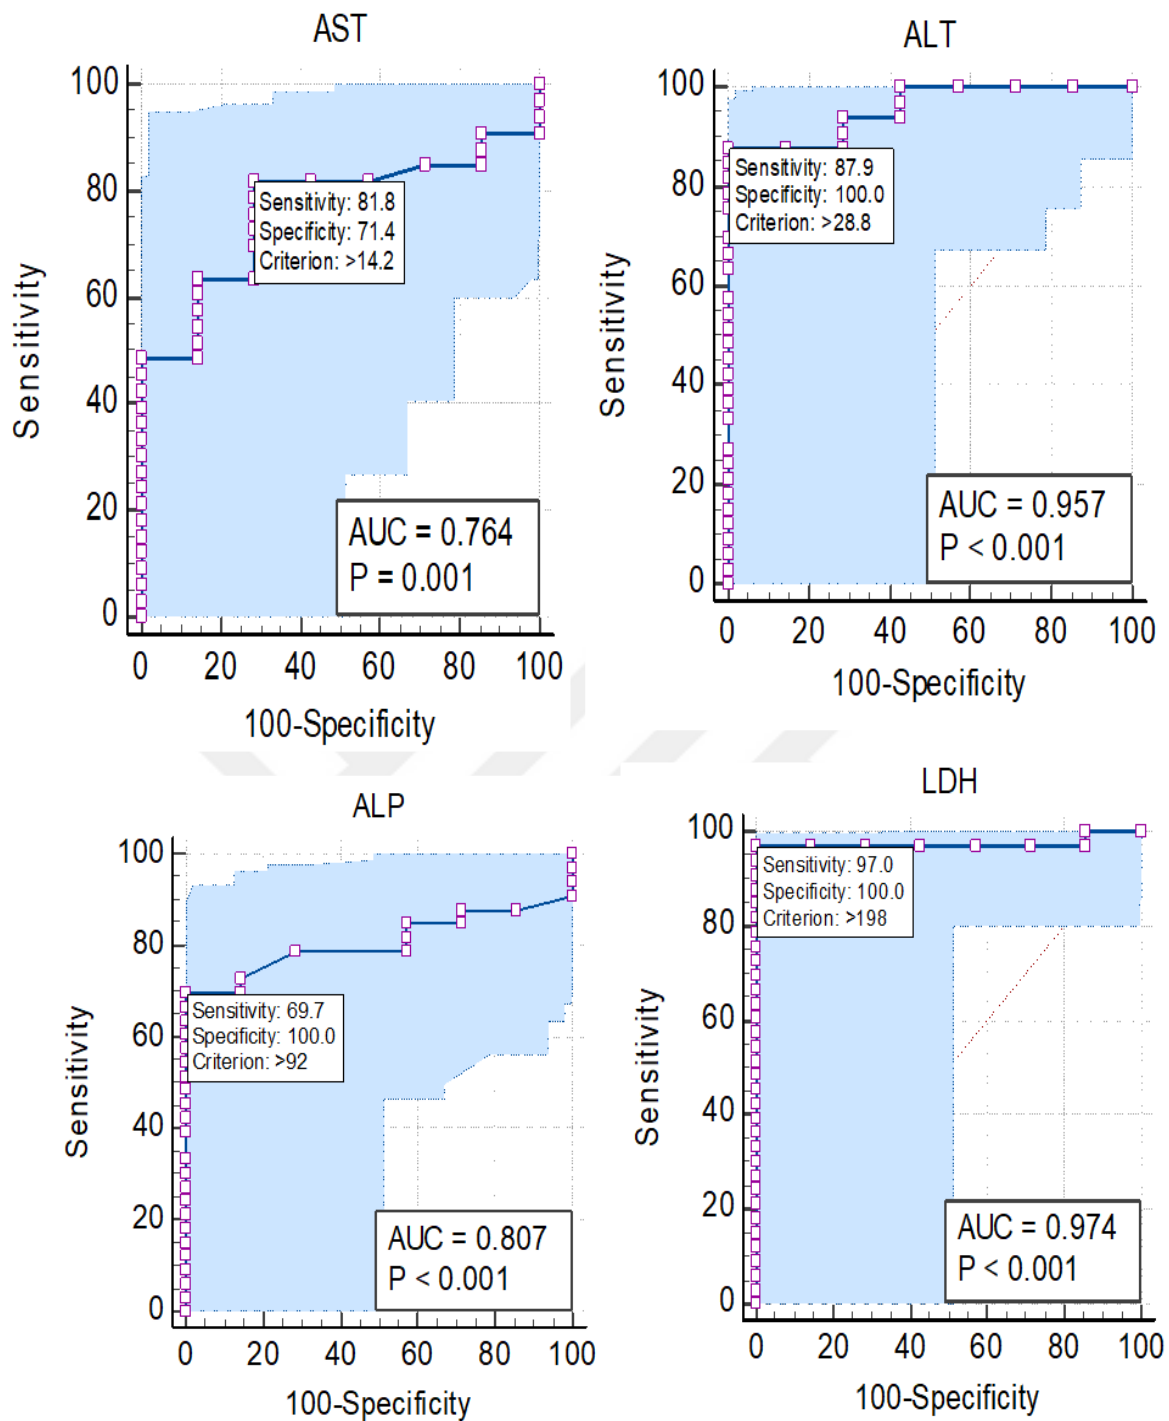 AST
100
80
60
40
20
0
Sensitivity
Sensitivity: 81.8
Specificity: 71.4
Criterion: >14.2
AUC = 0.764
P = 0.001
0 20 40 60 80 100
100-Specificity
ALT
100
80
60
40
20
0
Sensitivity
Sensitivity: 87.9
Specificity: 100.0
Criterion: >28.8
AUC = 0.957
P < 0.001
0 20 40 60 80 100
100-Specificity
ALP
100
80
60
40
20
0
Sensitivity
Sensitivity: 69.7
Specificity: 100.0
Criterion: >92
AUC = 0.807
P < 0.001
0 20 40 60 80 100
100-Specificity
LDH
100
80
60
40
20
0
Sensitivity
Sensitivity: 97.0
Specificity: 100.0
Criterion: >198
AUC = 0.974
P < 0.001
0 20 40 60 80 100
100-Specificity